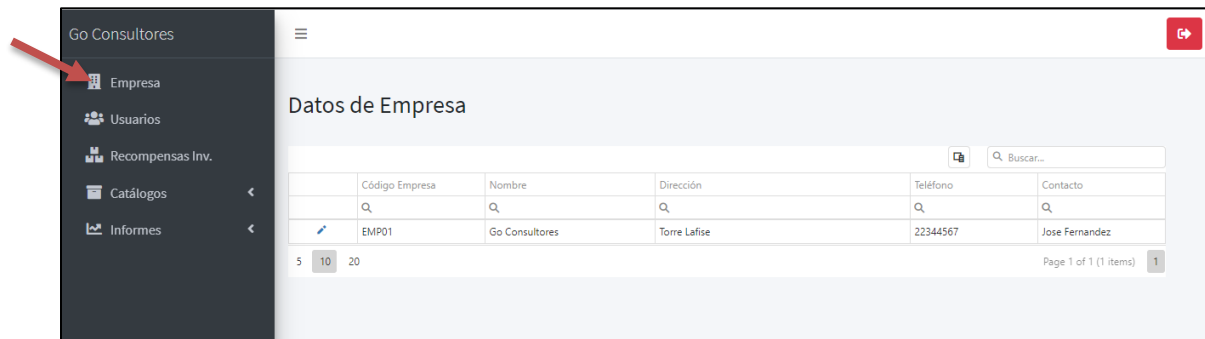 Go Consultores
Empresa
Usuarios
Recompensas Inv.
Catálogos
Informes
Datos de Empresa
Buscar...
Código Empresa Nombre Dirección Teléfono Contacto
EMP01 Go Consultores Torre Lafise 22344567 Jose Fernandez
5 10 20 Page 1 of 1 (1 items) 1